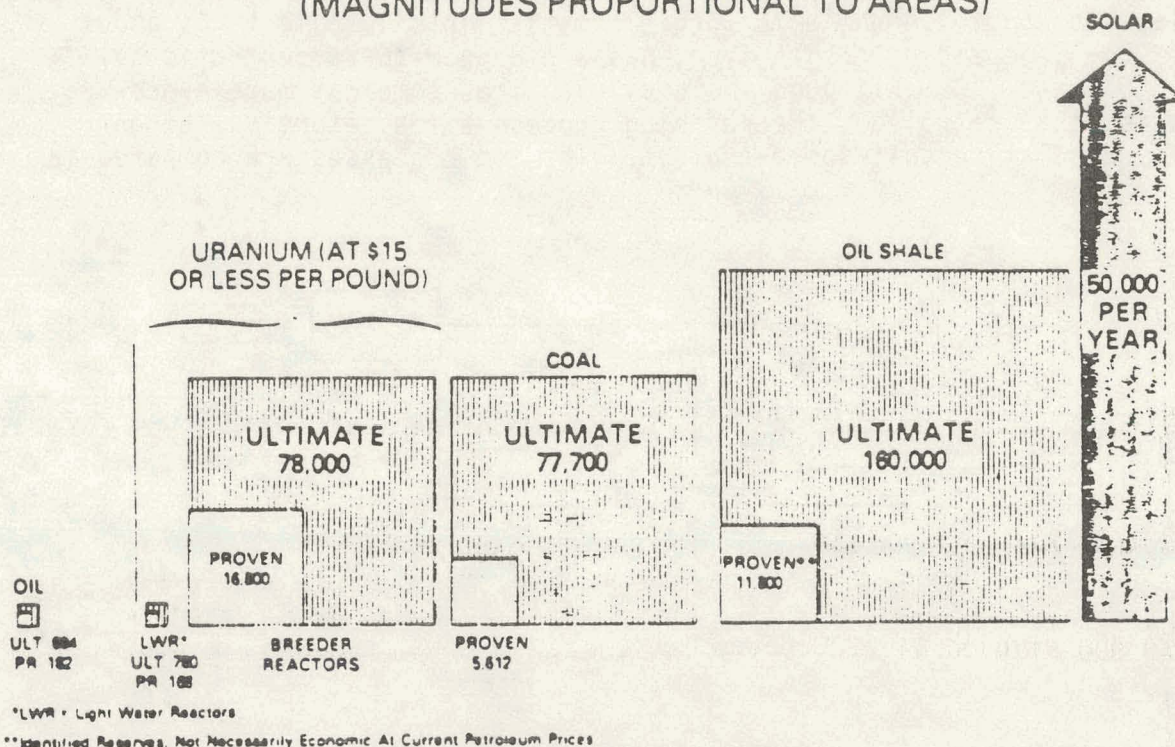 (MAGNITUDES PROPORTIONAL TO AREAS)
SOLAR
URANIUM (AT $15
OR LESS PER POUND)
OIL SHALE
50,000
PER
YEAR
COAL
ULTIMATE
78,000
ULTIMATE
77,700
ULTIMATE
160,000
PROVEN
16,800
PROVEN**
11,800
OIL
ULT
PR 182
LWR*
ULT 780
PR 168
BREEDER
REACTORS
PROVEN
5,612
*LWR = Light Water Reactors
**Identified Reserves, Not Necessarily Economic At Current Petroleum Prices